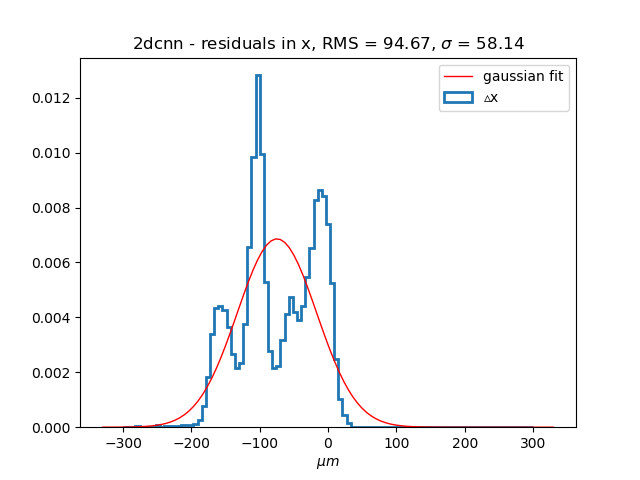 2dcnn - residuals in x, RMS = 94.67, σ = 58.14
gaussian fit
▵x
0.012
0.010
0.008
0.006
0.004
0.002
0.000
−300 −200 −100 0 100 200 300
μm